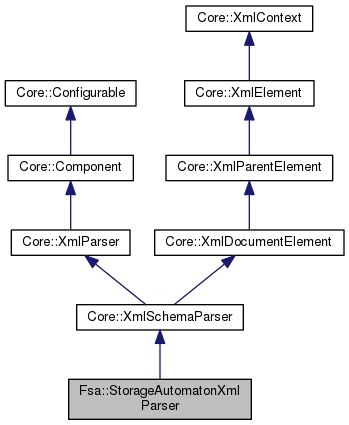 Core::XmlContext
Core::Configurable
Core::XmlElement
Core::Component
Core::XmlParentElement
Core::XmlParser
Core::XmlDocumentElement
Core::XmlSchemaParser
Fsa::StorageAutomatonXml
Parser